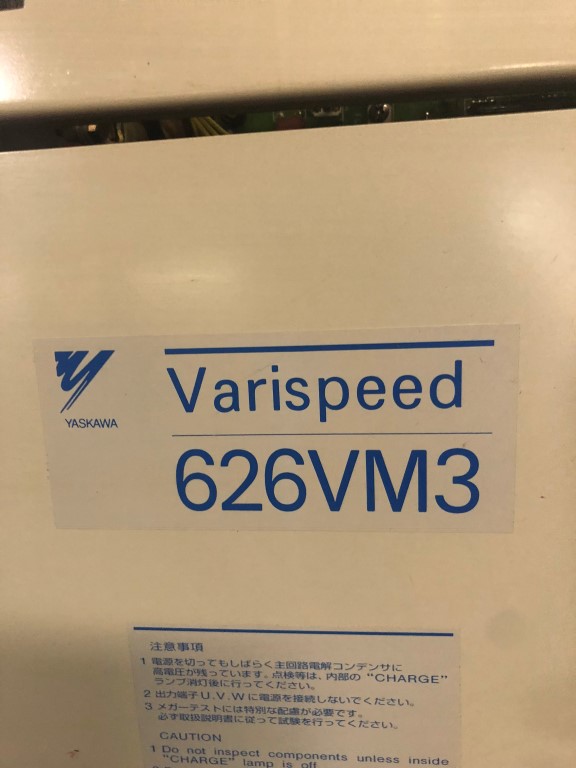 YASKAWA
Varispeed
626VM3
注意事項
1 電源を切ってもしばらく主回路電解コンデンサに
高電圧が残っています。点検等は、内部の “CHARGE”
ランプ消灯後に行ってください。
2 出力端子 U.V.W に電源を接続しないでください。
3 メガーテストには特別な配慮が必要です。
必ず取扱説明書に従って試験を行ってください。
CAUTION
1 Do not inspect components unless inside
“CHARGE” lamp is off.